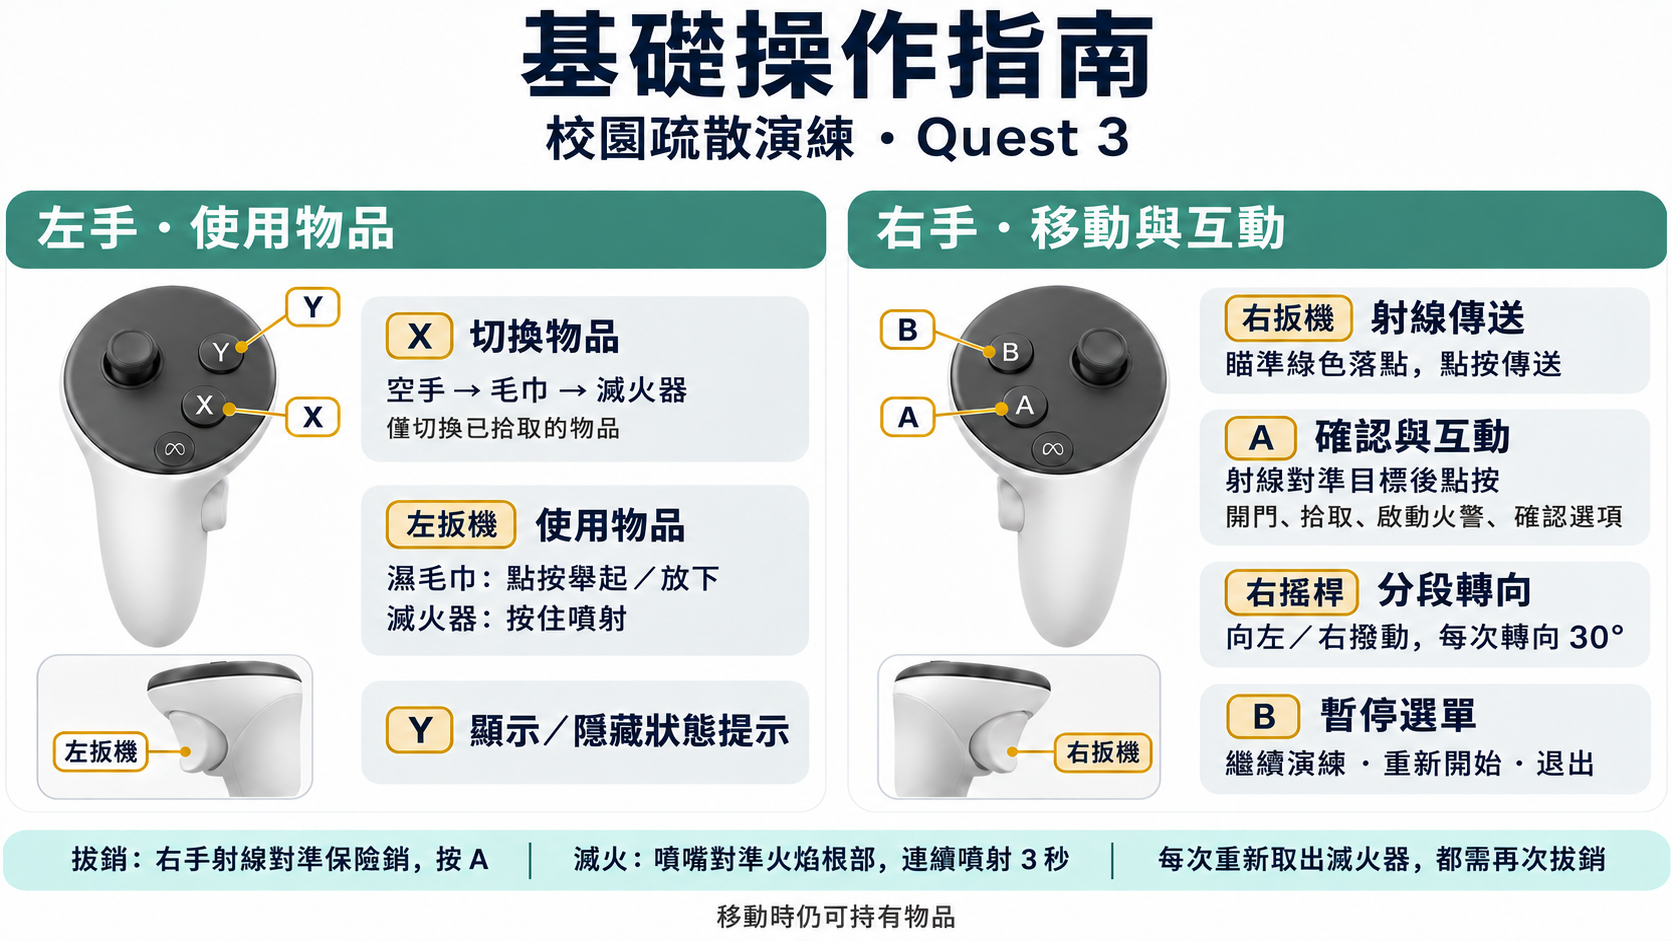 基礎操作指南
校園疏散演練・Quest 3
左手・使用物品
Y
Y
X
X
左扳機
X 切換物品
空手 → 毛巾 → 滅火器
僅切換已拾取的物品
左扳機 使用物品
濕毛巾：點按舉起／放下
滅火器：按住噴射
Y 顯示／隱藏狀態提示
右手・移動與互動
B
B
A
A
右扳機
右扳機 射線傳送
瞄準綠色落點，點按傳送
A 確認與互動
射線對準目標後點按
開門、拾取、啟動火警、確認選項
右搖桿 分段轉向
向左／右撥動，每次轉向 30°
B 暫停選單
繼續演練・重新開始・退出
拔銷：右手射線對準保險銷，按 A
滅火：噴嘴對準火焰根部，連續噴射 3 秒
每次重新取出滅火器，都需再次拔銷
移動時仍可持有物品